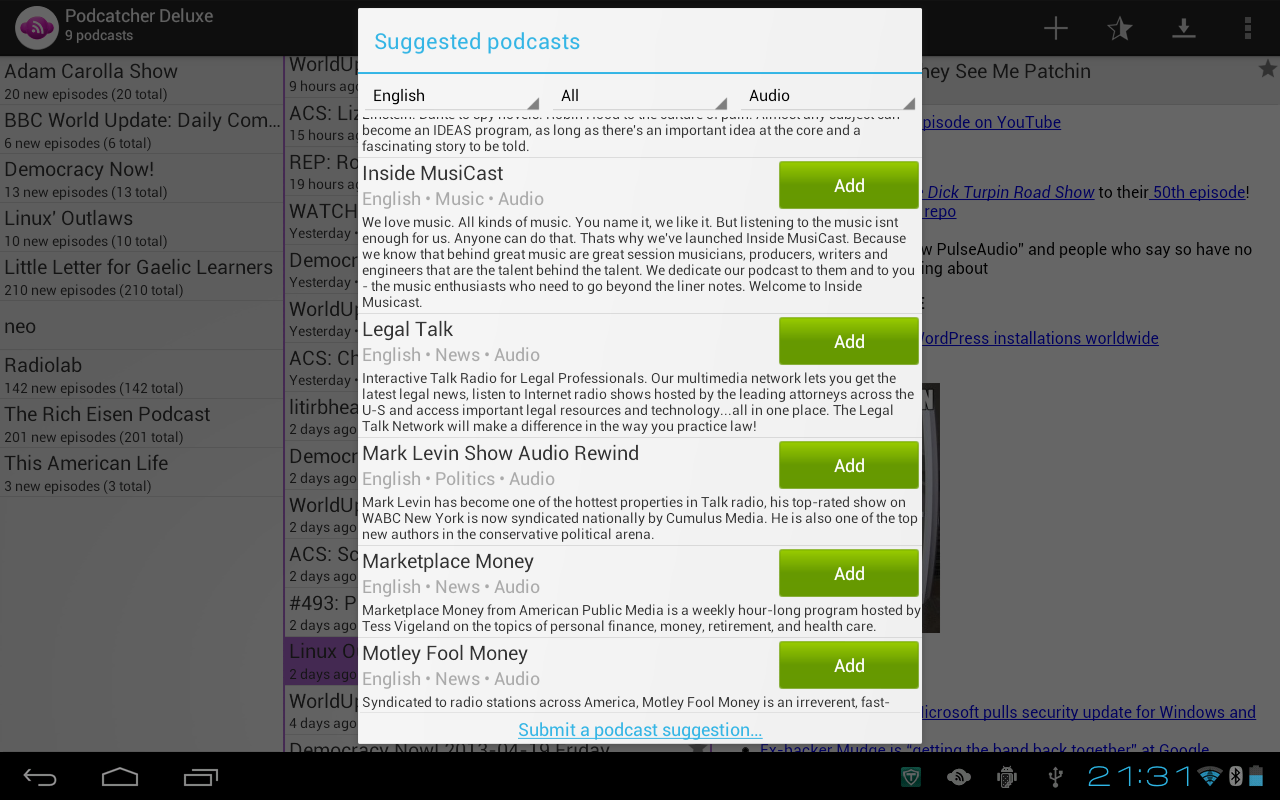 Podcatcher Deluxe
9 podcasts
Adam Carolla Show
20 new episodes (20 total)
BBC World Update: Daily Com…
6 new episodes (6 total)
Democracy Now!
13 new episodes (13 total)
Linux' Outlaws
10 new episodes (10 total)
Little Letter for Gaelic Learners
210 new episodes (210 total)
neo
Radiolab
142 new episodes (142 total)
The Rich Eisen Podcast
201 new episodes (201 total)
This American Life
3 new episodes (3 total)
WorldUp
9 hours ago
ACS: Liz
15 hours a
REP: Ro
19 hours a
WATCH
Yesterday •
Democr
Yesterday •
WorldUp
Yesterday •
ACS: Ch
Yesterday •
litirbhea
2 days ago
Democr
2 days ago
WorldUp
2 days ago
ACS: Sc
2 days ago
#493: P
2 days ago
Linux O
2 days ago
WorldUp
4 days ago
Democracy Now! 2013-04-19 Friday
Suggested podcasts
English
All
Audio
Einstein. Dante to spy novels. Robin Hood to the culture of pain. Almost any subject can
become an IDEAS program, as long as there's an important idea at the core and a
fascinating story to be told.
Inside MusiCast
Add
English • Music • Audio
We love music. All kinds of music. You name it, we like it. But listening to the music isnt
enough for us. Anyone can do that. Thats why we've launched Inside MusiCast. Because
we know that behind great music are great session musicians, producers, writers and
engineers that are the talent behind the talent. We dedicate our podcast to them and to you
- the music enthusiasts who need to go beyond the liner notes. Welcome to Inside
Musicast.
Legal Talk
Add
English • News • Audio
Interactive Talk Radio for Legal Professionals. Our multimedia network lets you get the
latest legal news, listen to Internet radio shows hosted by the leading attorneys across the
U-S and access important legal resources and technology...all in one place. The Legal
Talk Network will make a difference in the way you practice law!
Mark Levin Show Audio Rewind
Add
English • Politics • Audio
Mark Levin has become one of the hottest properties in Talk radio, his top-rated show on
WABC New York is now syndicated nationally by Cumulus Media. He is also one of the top
new authors in the conservative political arena.
Marketplace Money
Add
English • News • Audio
Marketplace Money from American Public Media is a weekly hour-long program hosted by
Tess Vigeland on the topics of personal finance, money, retirement, and health care.
Motley Fool Money
Add
English • News • Audio
Syndicated to radio stations across America, Motley Fool Money is an irreverent, fast-
Submit a podcast suggestion...
ney See Me Patchin
pisode on YouTube
Dick Turpin Road Show to their 50th episode!
repo
w PulseAudio" and people who say so have no
ing about
ordPress installations worldwide
N
icrosoft pulls security update for Windows and
Ex-hacker Mudge is "getting the band back together" at Google
21:31